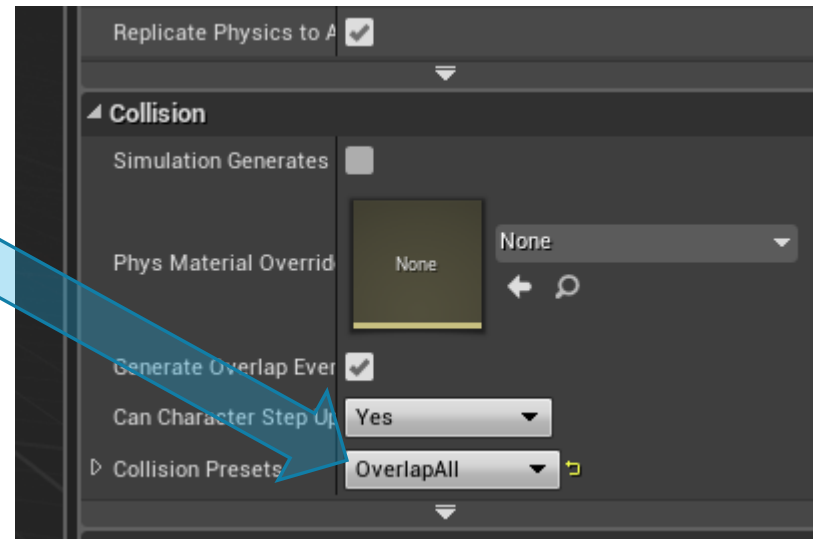 Replicate Physics to A
Collision
Simulation Generates
Phys Material Overrid
None
None
Generate Overlap Ever
Can Character Step Up
Yes
Collision Presets
OverlapAll